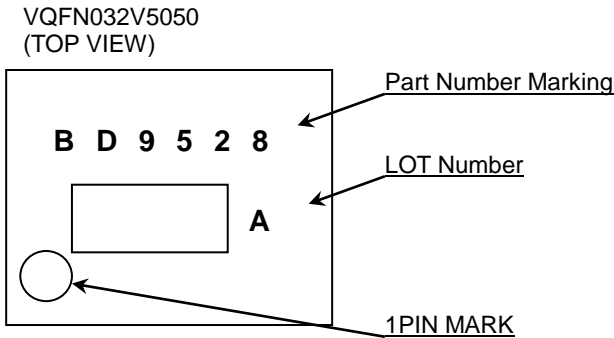 VQFN032V5050
(TOP VIEW)
Part Number Marking
B D 9 5 2 8
LOT Number
A
1PIN MARK